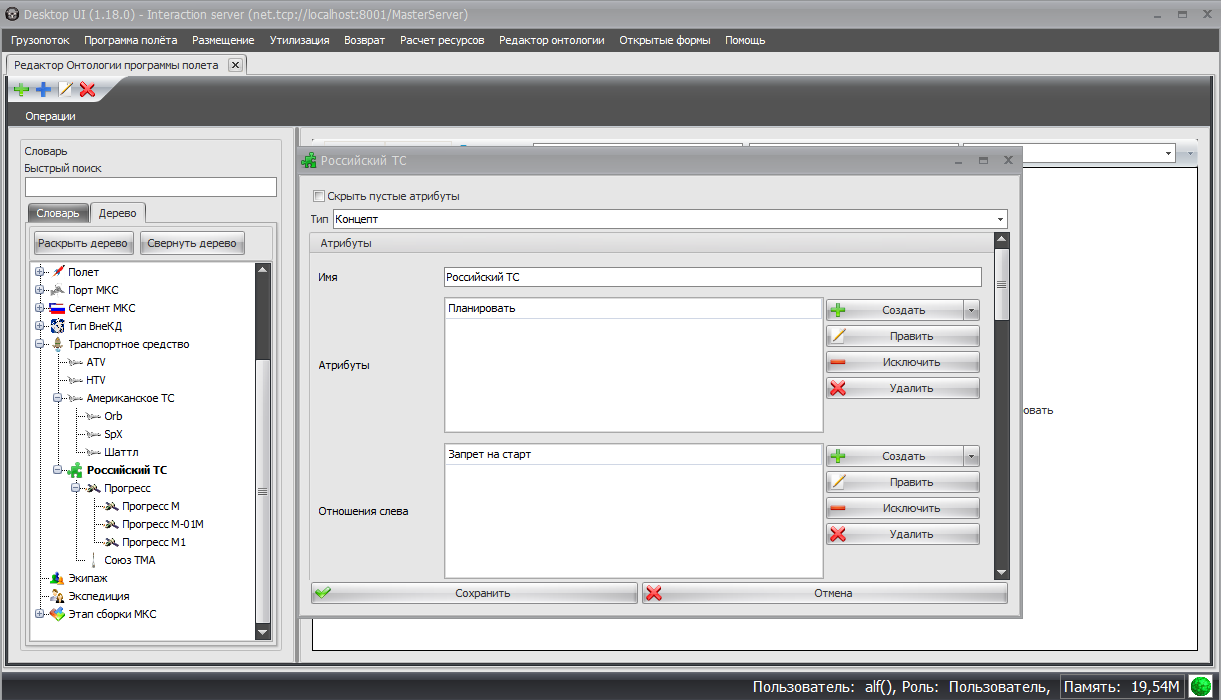 Desktop UI (1.18.0) - Interaction server (net.tcp://localhost:8001/MasterServer)
Грузопоток Программа полёта Размещение Утилизация Возврат Расчет ресурсов Редактор онтологии Открытые формы Помощь
Редактор Онтологии программы полета
Операции
Словарь
Быстрый поиск
Словарь Дерево
Раскрыть дерево Свернуть дерево
Полет
Порт МКС
Сегмент МКС
Тип ВнеКД
Транспортное средство
ATV
HTV
Американское ТС
Orb
SpX
Шаттл
Российский ТС
Прогресс
Прогресс М
Прогресс М-01М
Прогресс М1
Союз ТМА
Экипаж
Экспедиция
Этап сборки МКС
Российский ТС
Скрыть пустые атрибуты
Тип Концепт
Атрибуты
Имя Российский ТС
Атрибуты
Планировать
Создать
Править
Исключить
Удалить
Отношения слева
Запрет на старт
Создать
Править
Исключить
Удалить
Сохранить Отмена
овать
Пользователь: alf(), Роль: Пользователь, Память: 19,54М